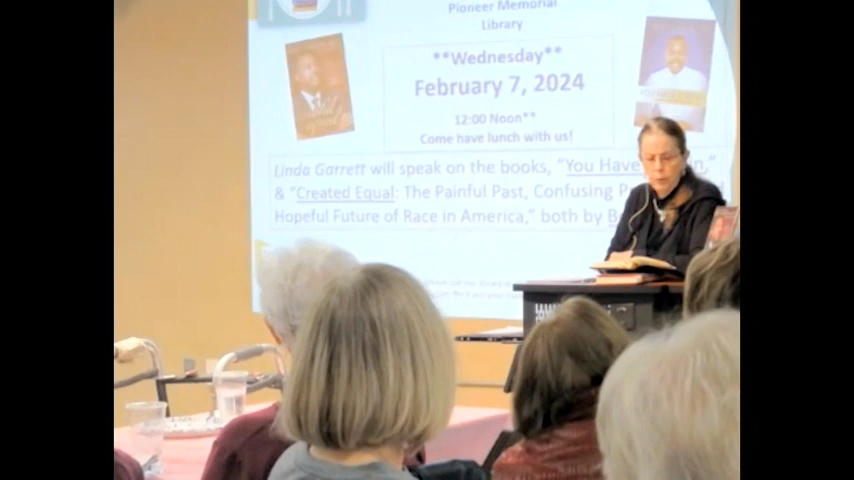 Pioneer Memorial
Library
**Wednesday**
February 7, 2024
12:00 Noon**
Come have lunch with us!
Linda Garrett will speak on the books, "You Have
& "Created Equal: The Painful Past, Confusing
Hopeful Future of Race in America," both by